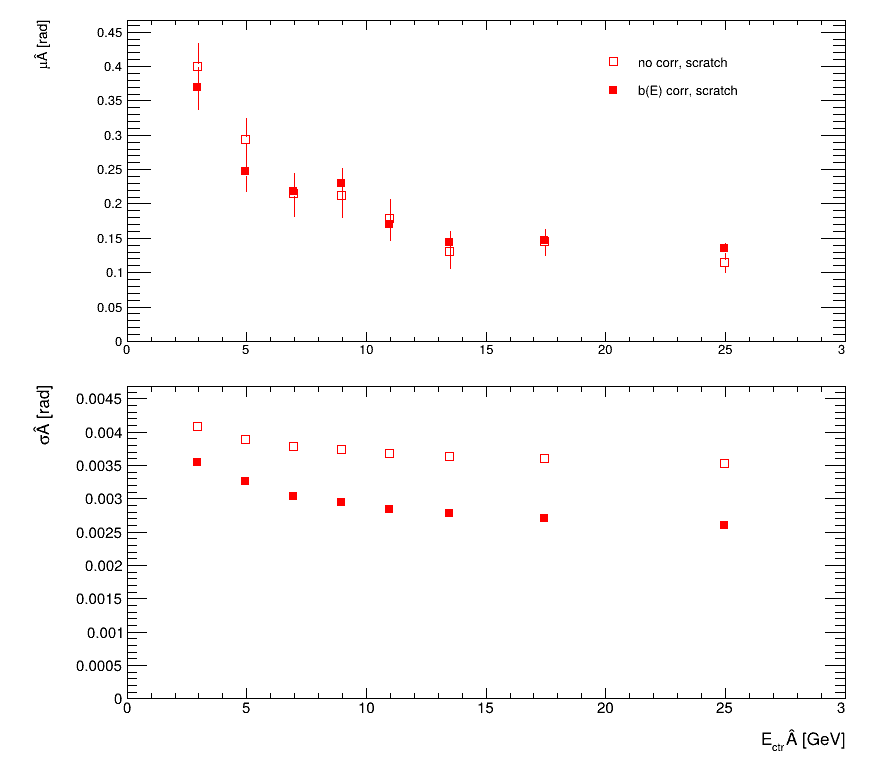 μÂ [rad]
0.45
0.4
0.35
0.3
0.25
0.2
0.15
0.1
0.05
0
no corr, scratch
b(E) corr, scratch
0 5 10 15 20 25 3
σÂ [rad]
0.0045
0.004
0.0035
0.003
0.0025
0.002
0.0015
0.001
0.0005
0
0 5 10 15 20 25 3
E_ctr Â [GeV]